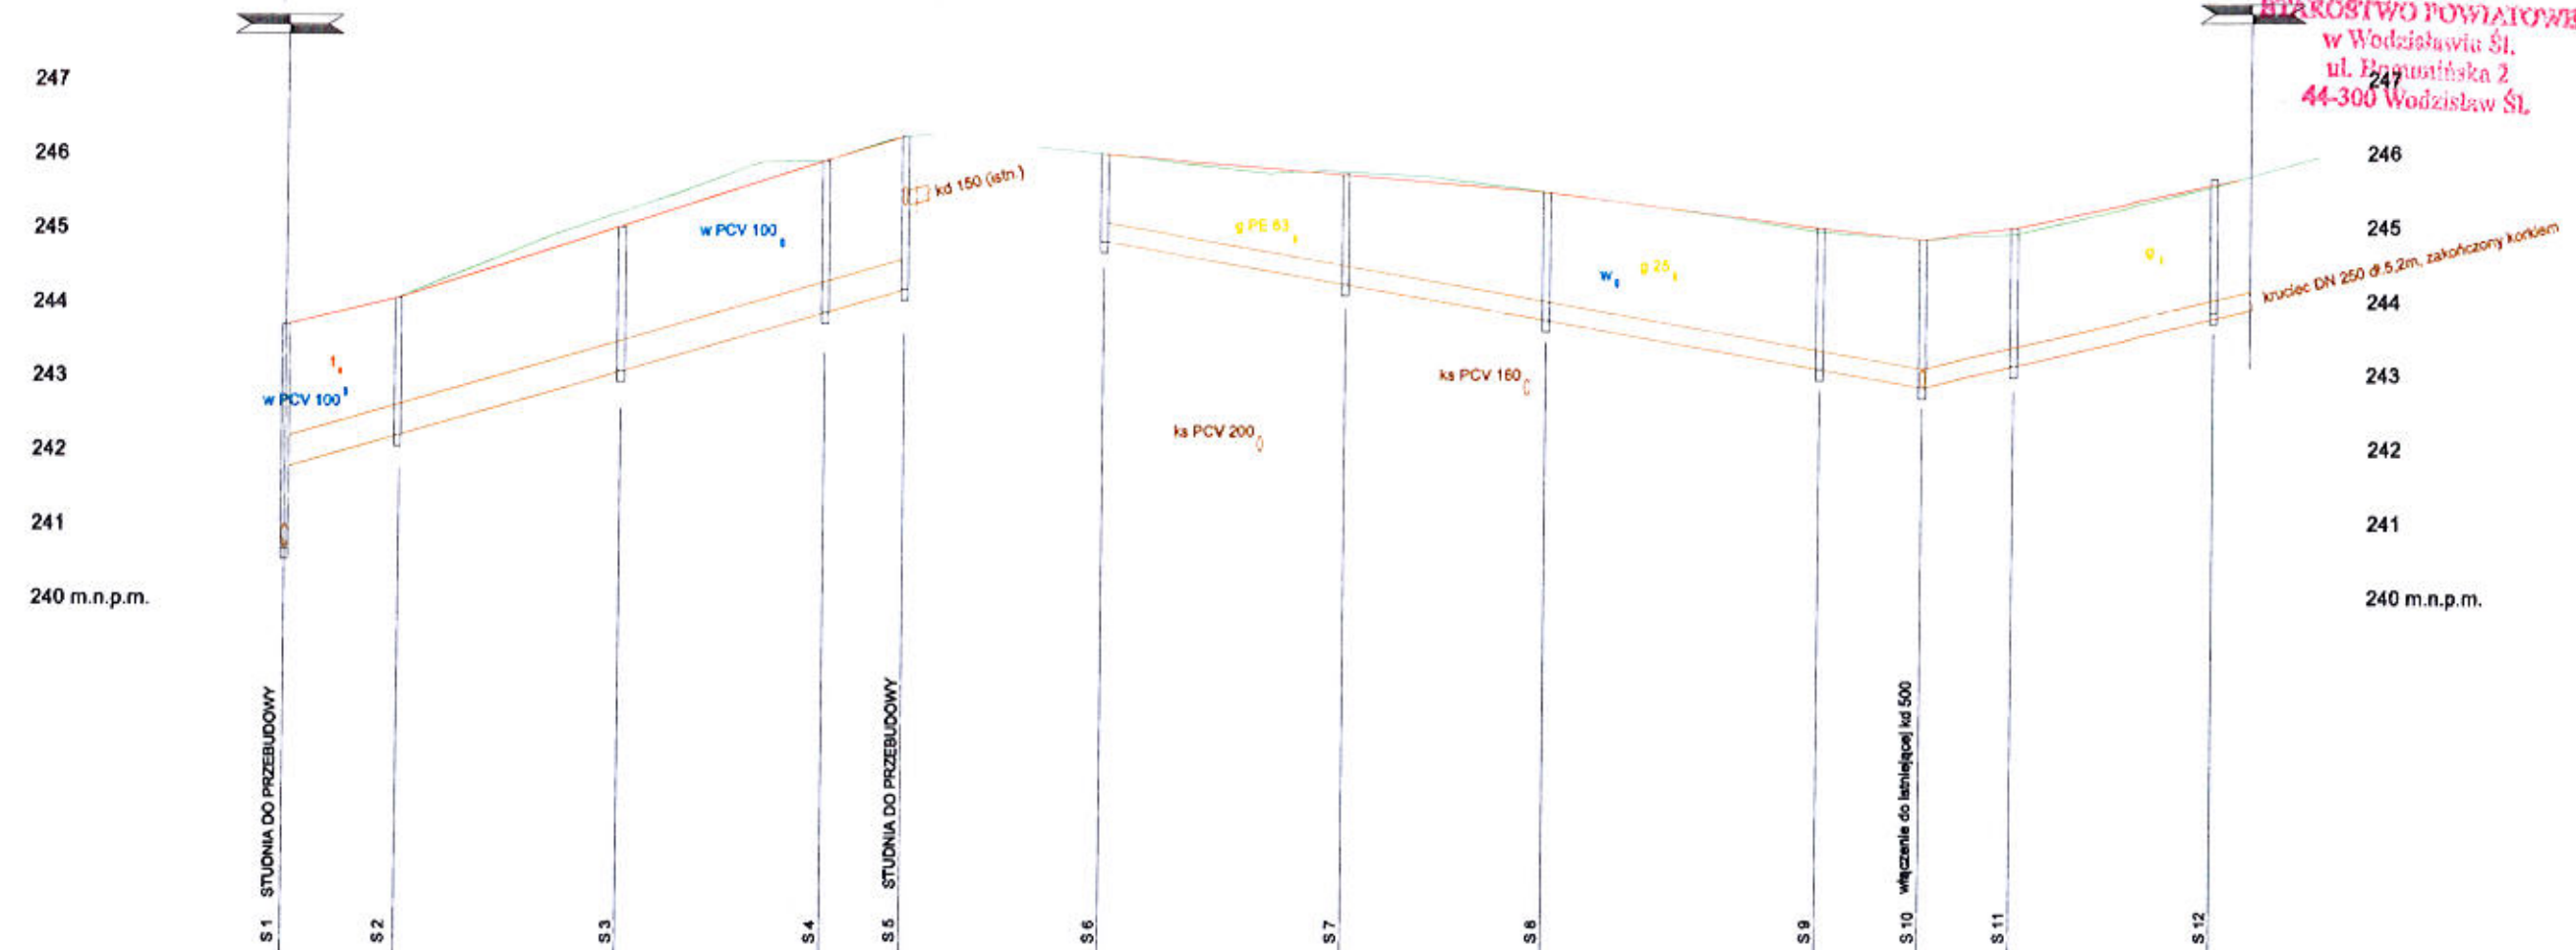 STAROSTWO POWIATOWE
w Wodzisławiu Śl.
ul. Bogumińska 2
44-300 Wodzisław Śl.
247
246
245
244
243
242
241
240 m.n.p.m.
247
246
245
244
243
242
241
240 m.n.p.m.
kd 150 (istn.)
w PCV 100
t
w PCV 100
g PE 63
w
g 25
g
kruciec DN 250 dł.5,2m, zakończony korkiem
ks PCV 160
ks PCV 200
S 1 STUDNIA DO PRZEBUDOWY
S 2
S 3
S 4
S 5 STUDNIA DO PRZEBUDOWY
S 6
S 7
S 8
S 9
S 10 włączenie do istniejącej kd 500
S 11
S 12